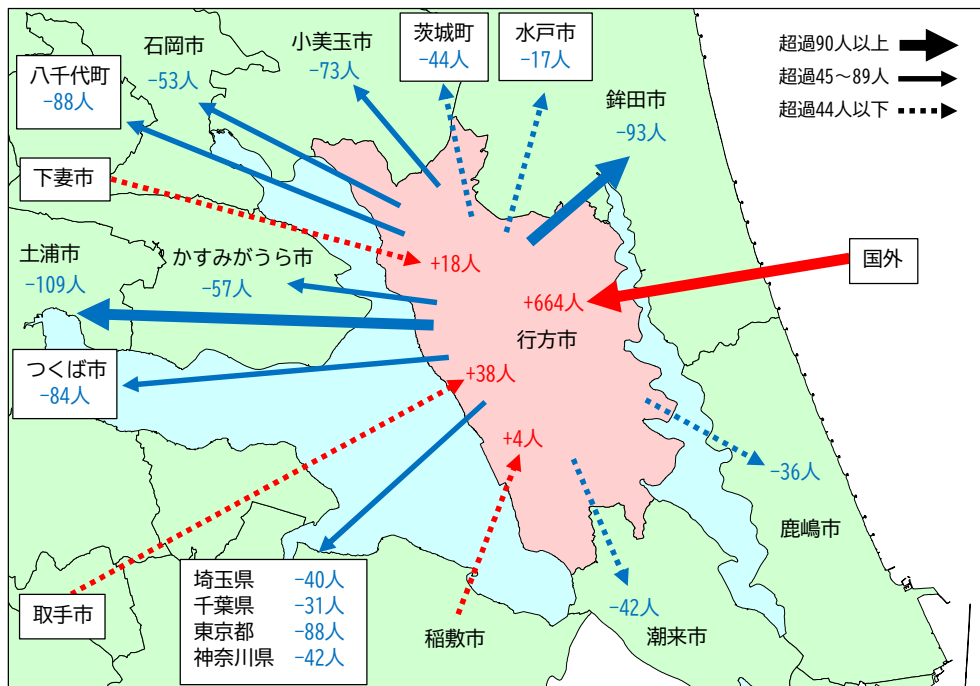 石岡市
-53人
小美玉市
-73人
茨城町
-44人
水戸市
-17人
超過90人以上
超過45～89人
超過44人以下
八千代町
-88人
鉾田市
-93人
下妻市
+18人
土浦市
-109人
かすみがうら市
-57人
国外
+664人
行方市
つくば市
-84人
+38人
+4人
-36人
鹿嶋市
取手市
埼玉県 -40人
千葉県 -31人
東京都 -88人
神奈川県 -42人
稲敷市
-42人
潮来市